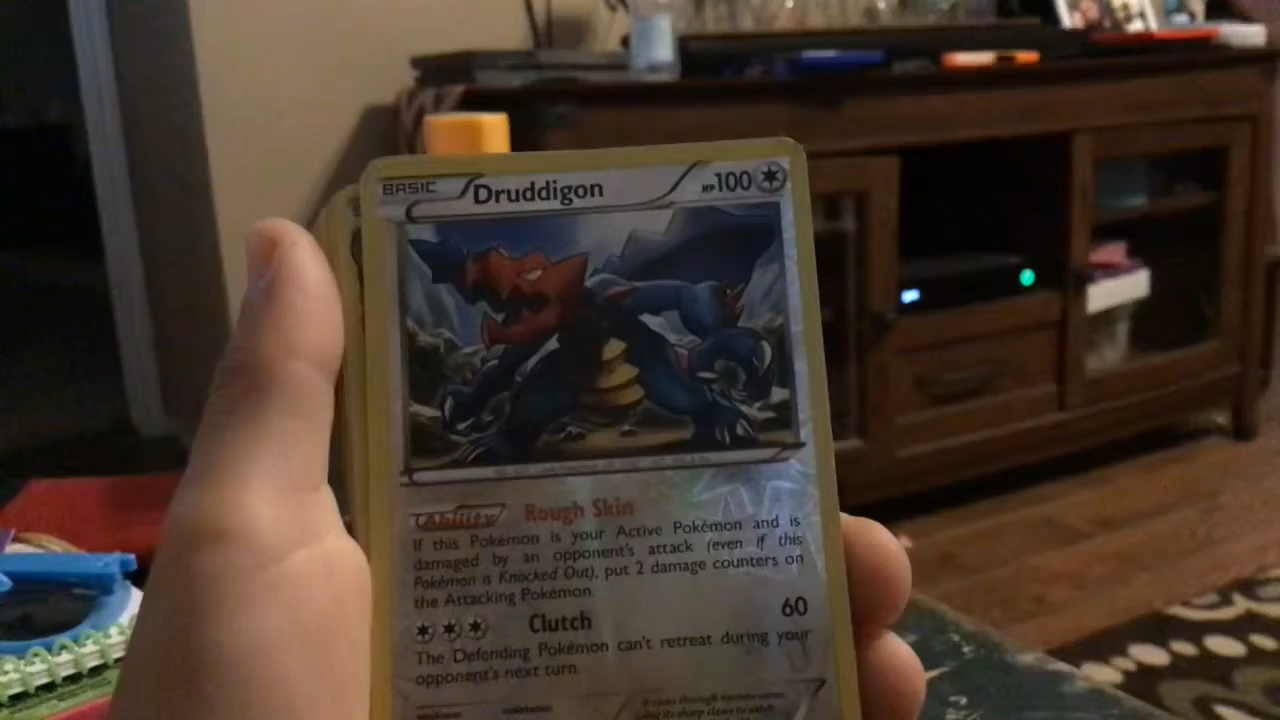 BASIC Druddigon HP100
Ability Rough Skin
If this Pokémon is your Active Pokémon and is
damaged by an opponent's attack (even if this
Pokémon is Knocked Out), put 2 damage counters on
the Attacking Pokémon.
Clutch 60
The Defending Pokémon can't retreat during your
opponent's next turn.